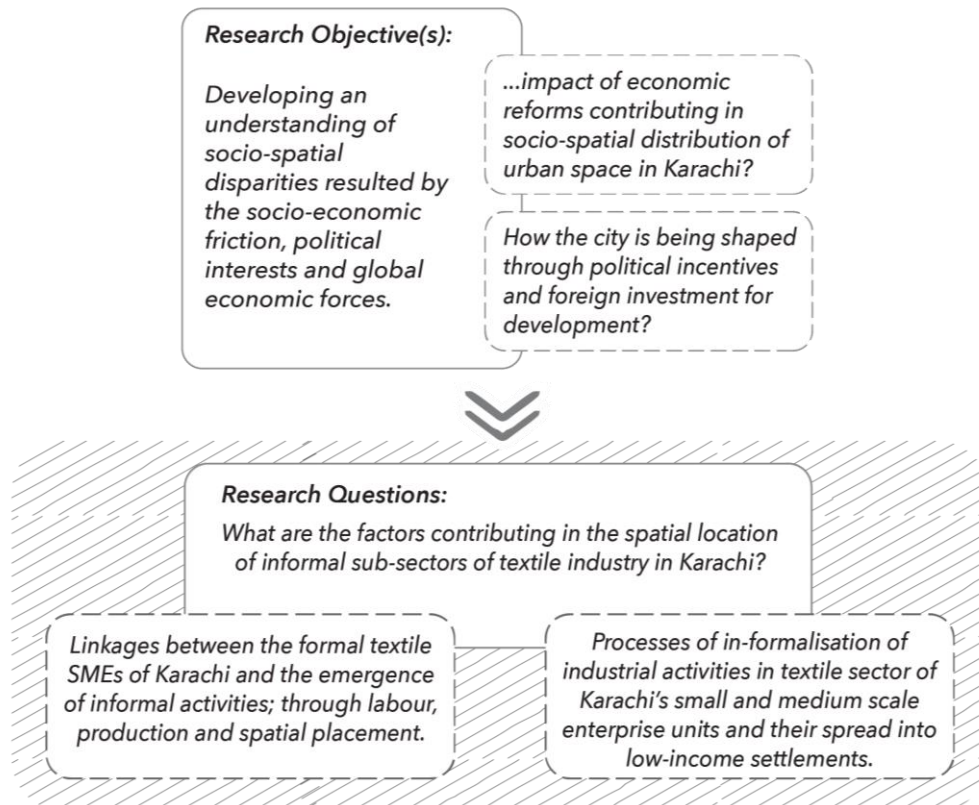 Research Objective(s):
Developing an
understanding of
socio-spatial
disparities resulted by
the socio-economic
friction, political
interests and global
economic forces.
...impact of economic
reforms contributing in
socio-spatial distribution of
urban space in Karachi?
How the city is being shaped
through political incentives
and foreign investment for
development?
Research Questions:
What are the factors contributing in the spatial location
of informal sub-sectors of textile industry in Karachi?
Linkages between the formal textile
SMEs of Karachi and the emergence
of informal activities; through labour,
production and spatial placement.
Processes of in-formalisation of
industrial activities in textile sector of
Karachi's small and medium scale
enterprise units and their spread into
low-income settlements.